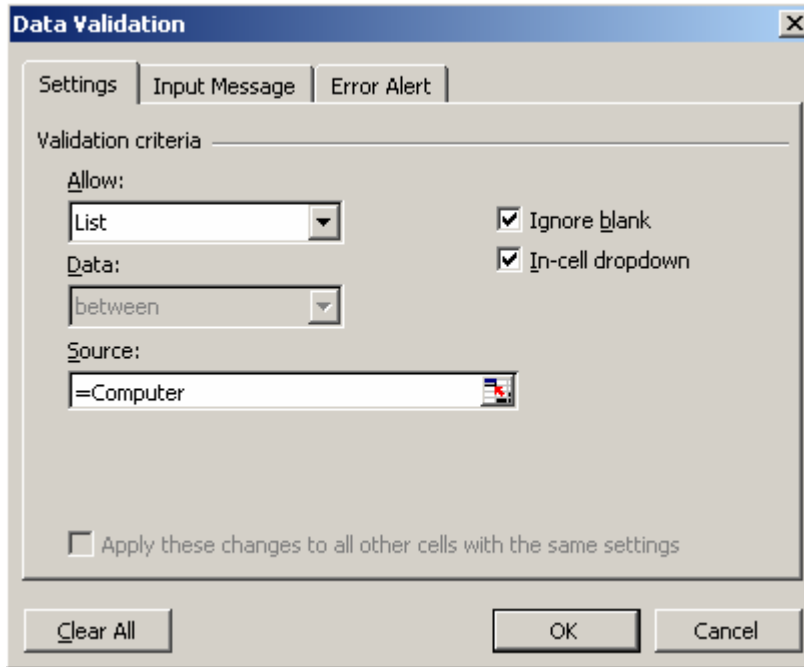 Data Validation
Settings Input Message Error Alert
Validation criteria
Allow:
List
Ignore blank
Data:
In-cell dropdown
between
Source:
=Computer
Apply these changes to all other cells with the same settings
Clear All OK Cancel